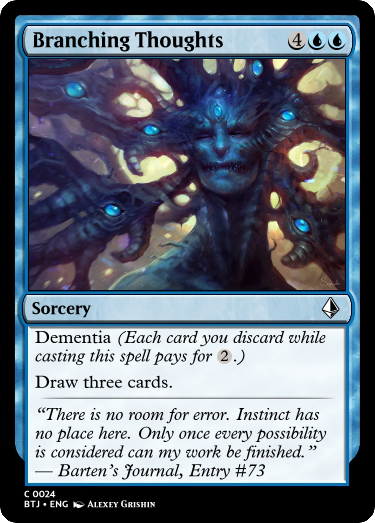 Branching Thoughts 4
Sorcery
Dementia (Each card you discard while
casting this spell pays for 2.)
Draw three cards.
“There is no room for error. Instinct has
no place here. Only once every possibility
is considered can my work be finished.”
— Barten's Journal, Entry #73
C 0024
BTJ • ENG Alexey Grishin